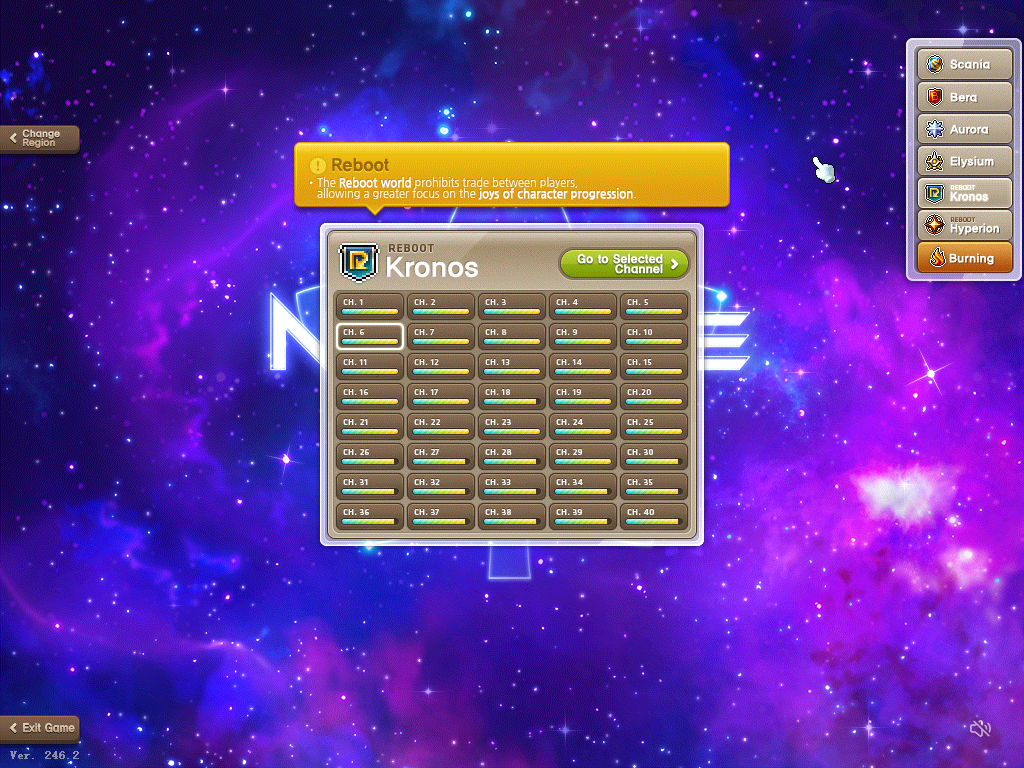 Change
Region
Reboot
• The Reboot world prohibits trade between players,
allowing a greater focus on the joys of character progression.
REBOOT
Kronos
Go to Selected
Channel
CH. 1 CH. 2 CH. 3 CH. 4 CH. 5
CH. 6 CH. 7 CH. 8 CH. 9 CH. 10
CH. 11 CH. 12 CH. 13 CH. 14 CH. 15
CH. 16 CH. 17 CH. 18 CH. 19 CH.20
CH. 21 CH. 22 CH. 23 CH. 24 CH. 25
CH. 26 CH. 27 CH. 28 CH. 29 CH. 30
CH. 31 CH. 32 CH. 33 CH. 34 CH. 35
CH. 36 CH. 37 CH. 38 CH. 39 CH. 40
Scania
Bera
Aurora
Elysium
REBOOT
Kronos
REBOOT
Hyperion
Burning
Exit Game
Ver. 246.2